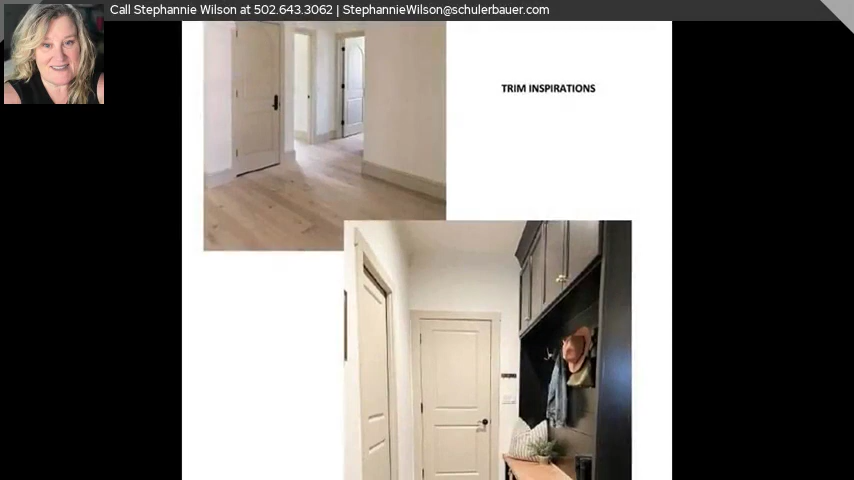 Call Stephannie Wilson at 502.643.3062 | StephannieWilson@schulerbauer.com
TRIM INSPIRATIONS